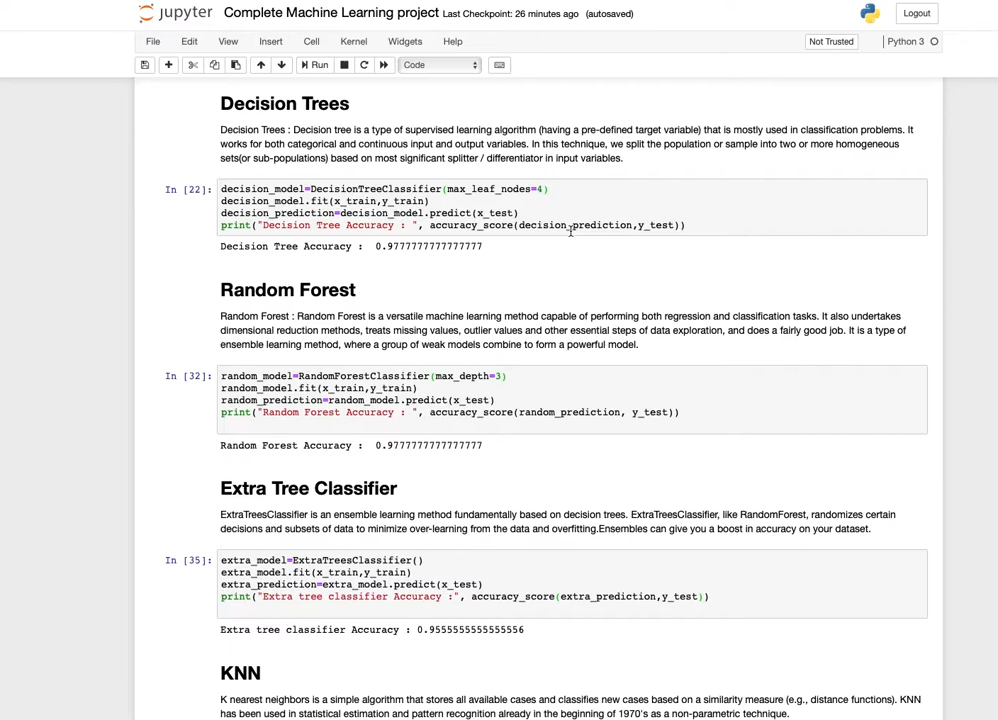 jupyter Complete Machine Learning project Last Checkpoint: 26 minutes ago (autosaved) Logout
File Edit View Insert Cell Kernel Widgets Help Not Trusted Python 3
Run Code
Decision Trees
Decision Trees : Decision tree is a type of supervised learning algorithm (having a pre-defined target variable) that is mostly used in classification problems. It
works for both categorical and continuous input and output variables. In this technique, we split the population or sample into two or more homogeneous
sets(or sub-populations) based on most significant splitter / differentiator in input variables.
In [22]: decision_model=DecisionTreeClassifier(max_leaf_nodes=4)
decision_model.fit(x_train,y_train)
decision_prediction=decision_model.predict(x_test)
print("Decision Tree Accuracy : ", accuracy_score(decision_prediction,y_test))
Decision Tree Accuracy :  0.9777777777777777
Random Forest
Random Forest : Random Forest is a versatile machine learning method capable of performing both regression and classification tasks. It also undertakes
dimensional reduction methods, treats missing values, outlier values and other essential steps of data exploration, and does a fairly good job. It is a type of
ensemble learning method, where a group of weak models combine to form a powerful model.
In [32]: random_model=RandomForestClassifier(max_depth=3)
random_model.fit(x_train,y_train)
random_prediction=random_model.predict(x_test)
print("Random Forest Accuracy : ", accuracy_score(random_prediction, y_test))
Random Forest Accuracy :  0.9777777777777777
Extra Tree Classifier
ExtraTreesClassifier is an ensemble learning method fundamentally based on decision trees. ExtraTreesClassifier, like RandomForest, randomizes certain
decisions and subsets of data to minimize over-learning from the data and overfitting.Ensembles can give you a boost in accuracy on your dataset.
In [35]: extra_model=ExtraTreesClassifier()
extra_model.fit(x_train,y_train)
extra_prediction=extra_model.predict(x_test)
print("Extra tree classifier Accuracy :", accuracy_score(extra_prediction,y_test))
Extra tree classifier Accuracy : 0.9555555555555556
KNN
K nearest neighbors is a simple algorithm that stores all available cases and classifies new cases based on a similarity measure (e.g., distance functions). KNN
has been used in statistical estimation and pattern recognition already in the beginning of 1970's as a non-parametric technique.